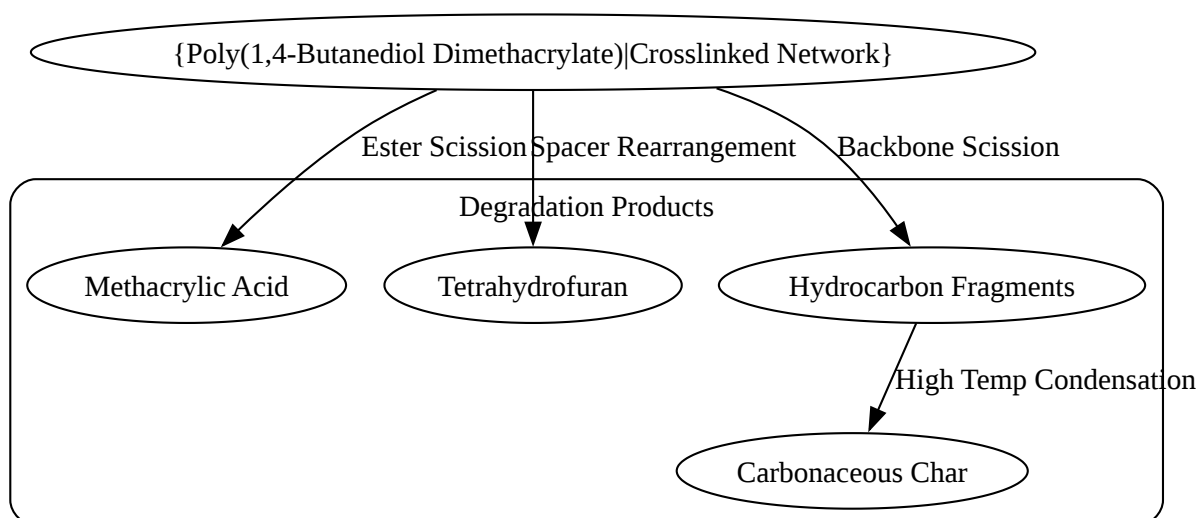 {Poly(1,4-Butanediol Dimethacrylate)|Crosslinked Network}
Ester Scission
Spacer Rearrangement
Backbone Scission
Degradation Products
Methacrylic Acid
Tetrahydrofuran
Hydrocarbon Fragments
High Temp Condensation
Carbonaceous Char